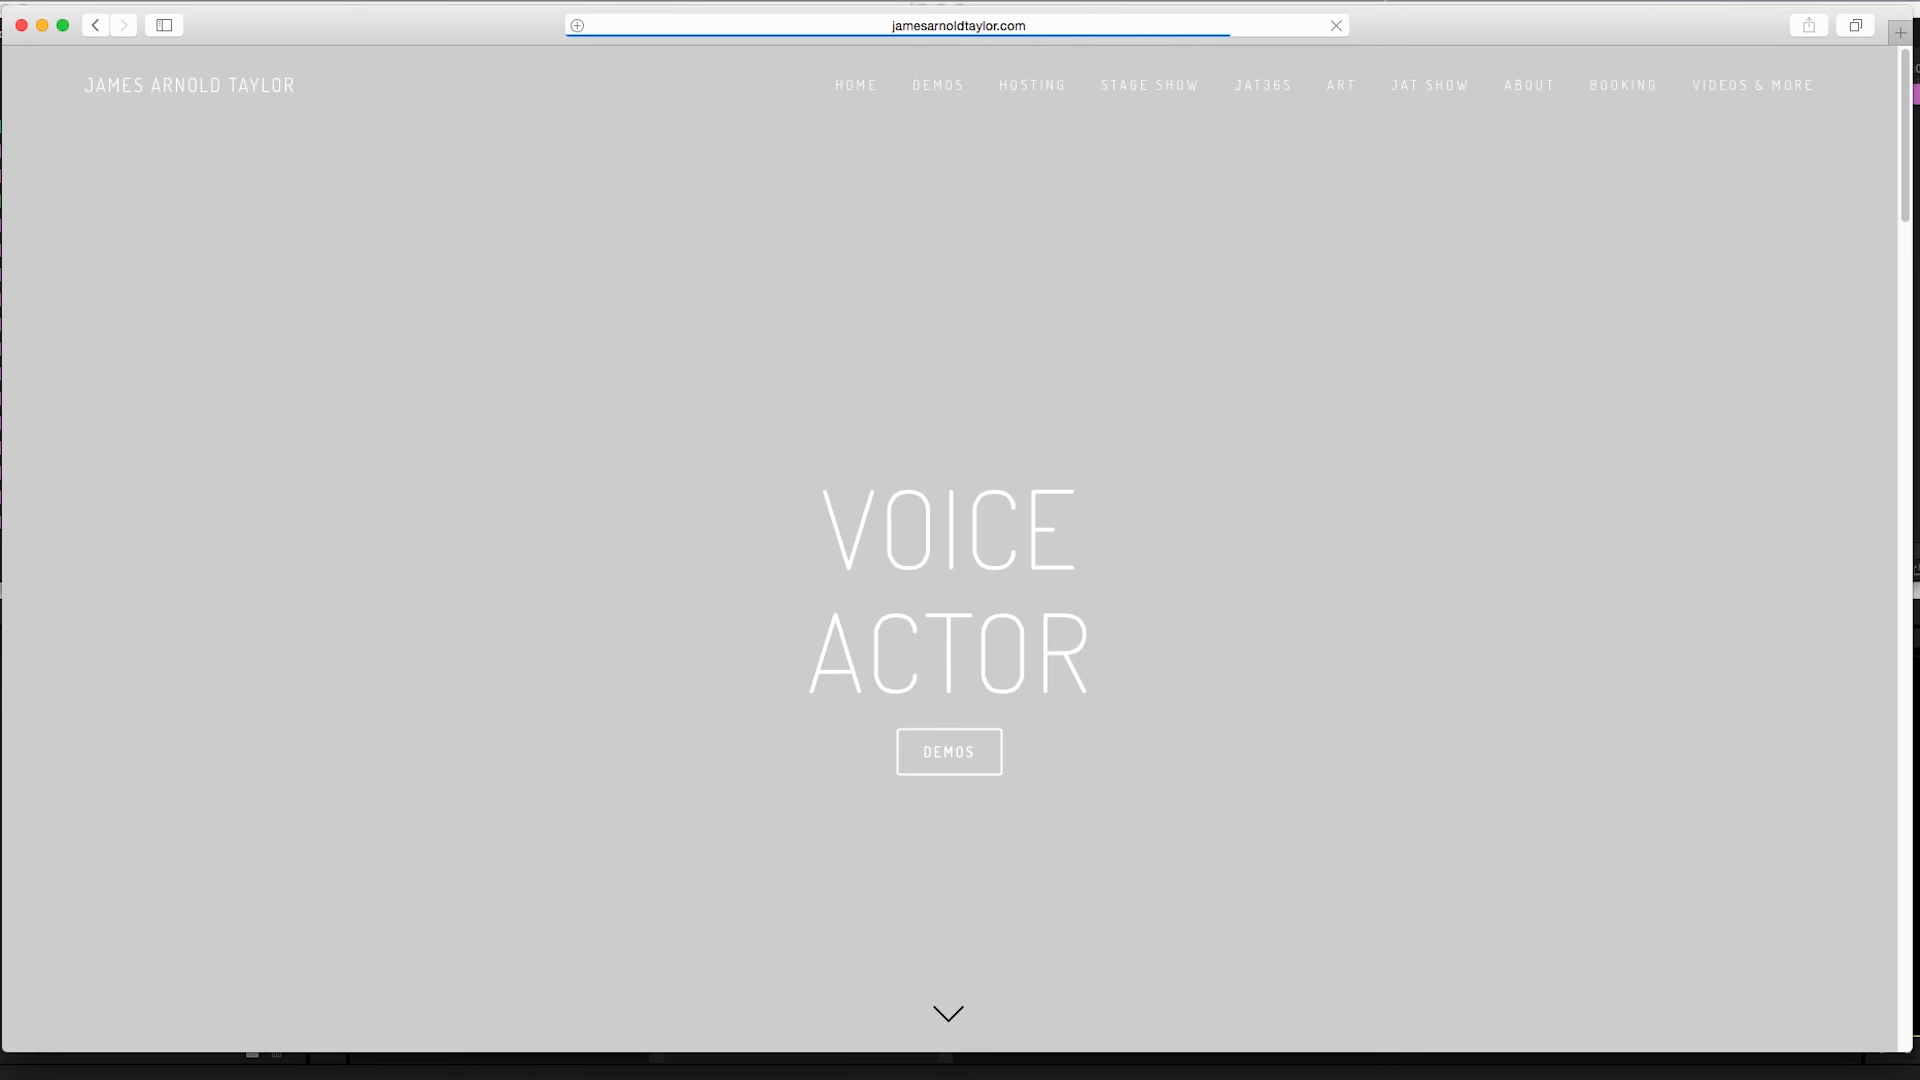 jamesarnoldtaylor.com
JAMES ARNOLD TAYLOR
HOME DEMOS HOSTING STAGE SHOW JAT365 ART JAT SHOW ABOUT BOOKING VIDEOS & MORE
VOICE
ACTOR
DEMOS